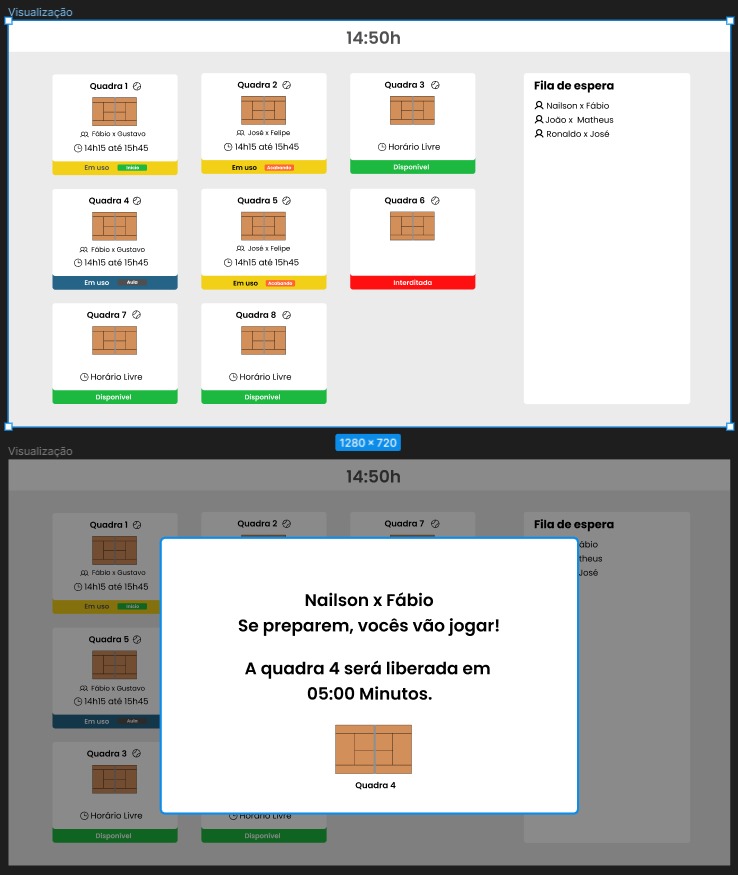 Visualização
14:50h
Quadra 1
Fábio x Gustavo
14h15 até 15h45
Em uso Início
Quadra 2
José x Felipe
14h15 até 15h45
Em uso Acabando
Quadra 3
Horário Livre
Disponível
Fila de espera
Nailson x Fábio
João x Matheus
Ronaldo x José
Quadra 4
Fábio x Gustavo
14h15 até 15h45
Em uso Aula
Quadra 5
José x Felipe
14h15 até 15h45
Em uso Acabando
Quadra 6
Interditada
Quadra 7
Horário Livre
Disponível
Quadra 8
Horário Livre
Disponível
1280 × 720
Visualização
14:50h
Quadra 1
Fábio x Gustavo
14h15 até 15h45
Em uso Início
Quadra 2
Quadra 7
Fila de espera
ábio
theus
José
Quadra 5
Fábio x Gustavo
14h15 até 15h45
Em uso Aula
Quadra 3
Horário Livre
Disponível
Horário Livre
Disponível
Nailson x Fábio
Se preparem, vocês vão jogar!
A quadra 4 será liberada em
05:00 Minutos.
Quadra 4